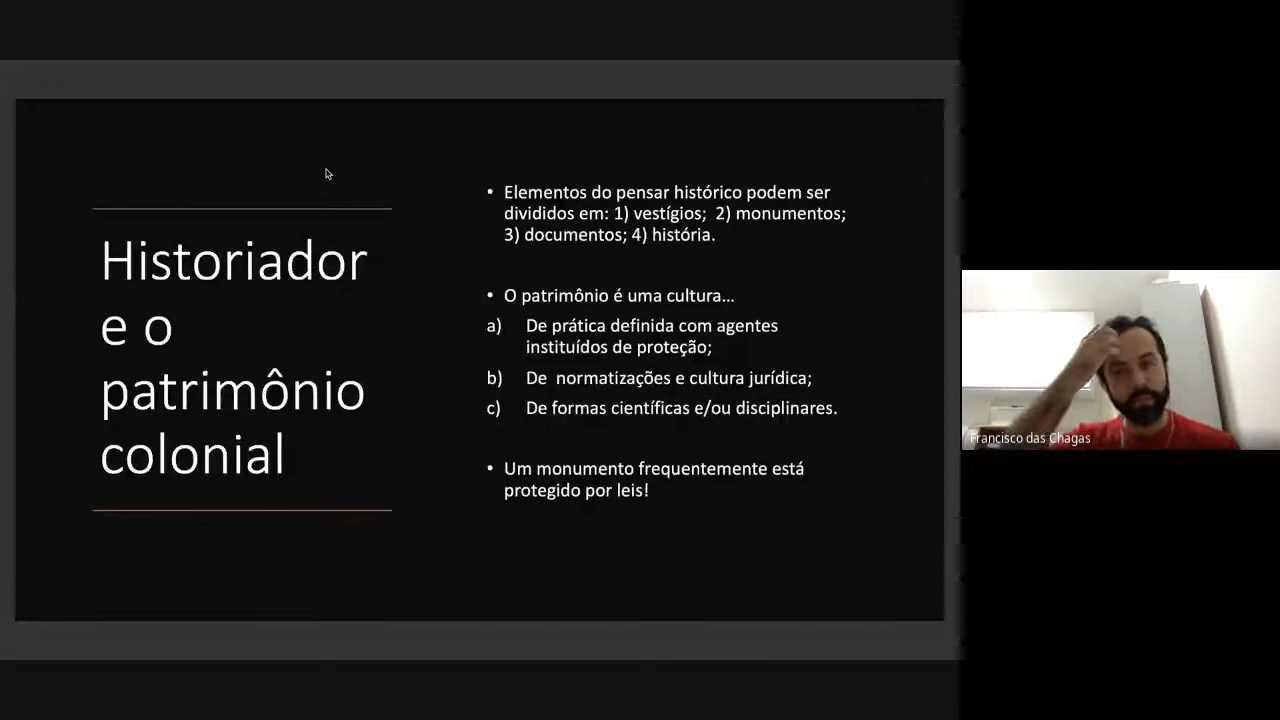 Historiador
e o
patrimônio
colonial
• Elementos do pensar histórico podem ser
divididos em: 1) vestígios; 2) monumentos;
3) documentos; 4) história.
• O patrimônio é uma cultura...
a) De prática definida com agentes
instituídos de proteção;
b) De normatizações e cultura jurídica;
c) De formas científicas e/ou disciplinares.
• Um monumento frequentemente está
protegido por leis!
Francisco das Chagas